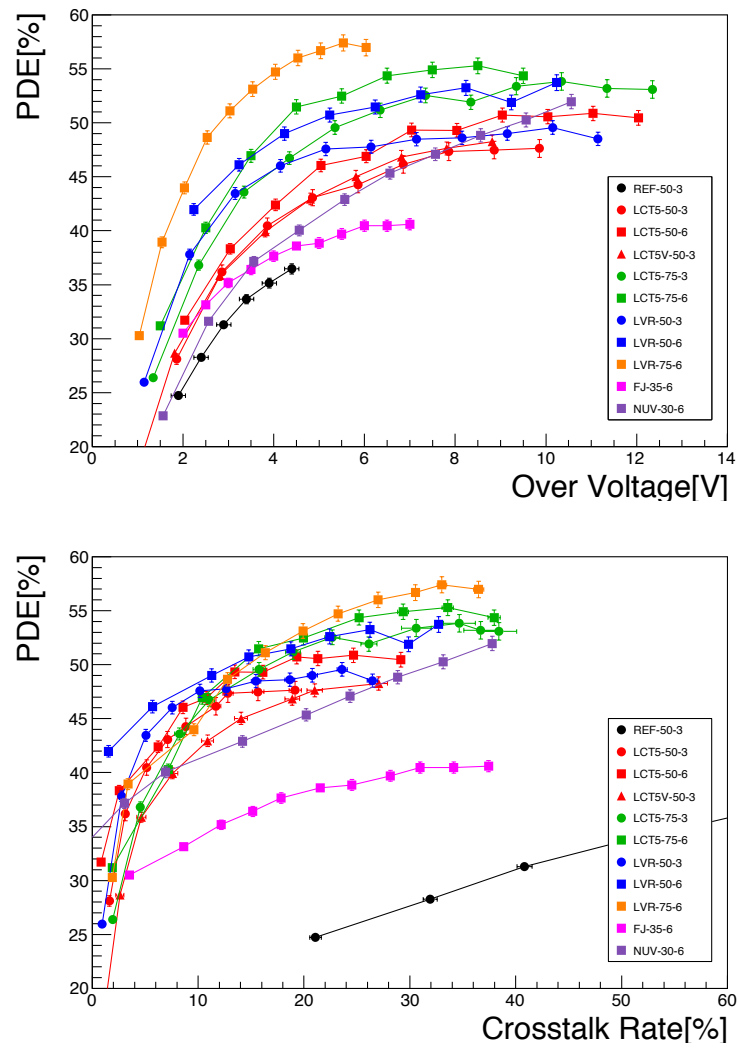 PDE[%]
60
55
50
45
40
35
30
25
20
0
2
4
6
8
10
12
14
Over Voltage[V]
REF-50-3
LCT5-50-3
LCT5-50-6
LCT5V-50-3
LCT5-75-3
LCT5-75-6
LVR-50-3
LVR-50-6
LVR-75-6
FJ-35-6
NUV-30-6
PDE[%]
60
55
50
45
40
35
30
25
20
0
10
20
30
40
50
60
Crosstalk Rate[%]
REF-50-3
LCT5-50-3
LCT5-50-6
LCT5V-50-3
LCT5-75-3
LCT5-75-6
LVR-50-3
LVR-50-6
LVR-75-6
FJ-35-6
NUV-30-6